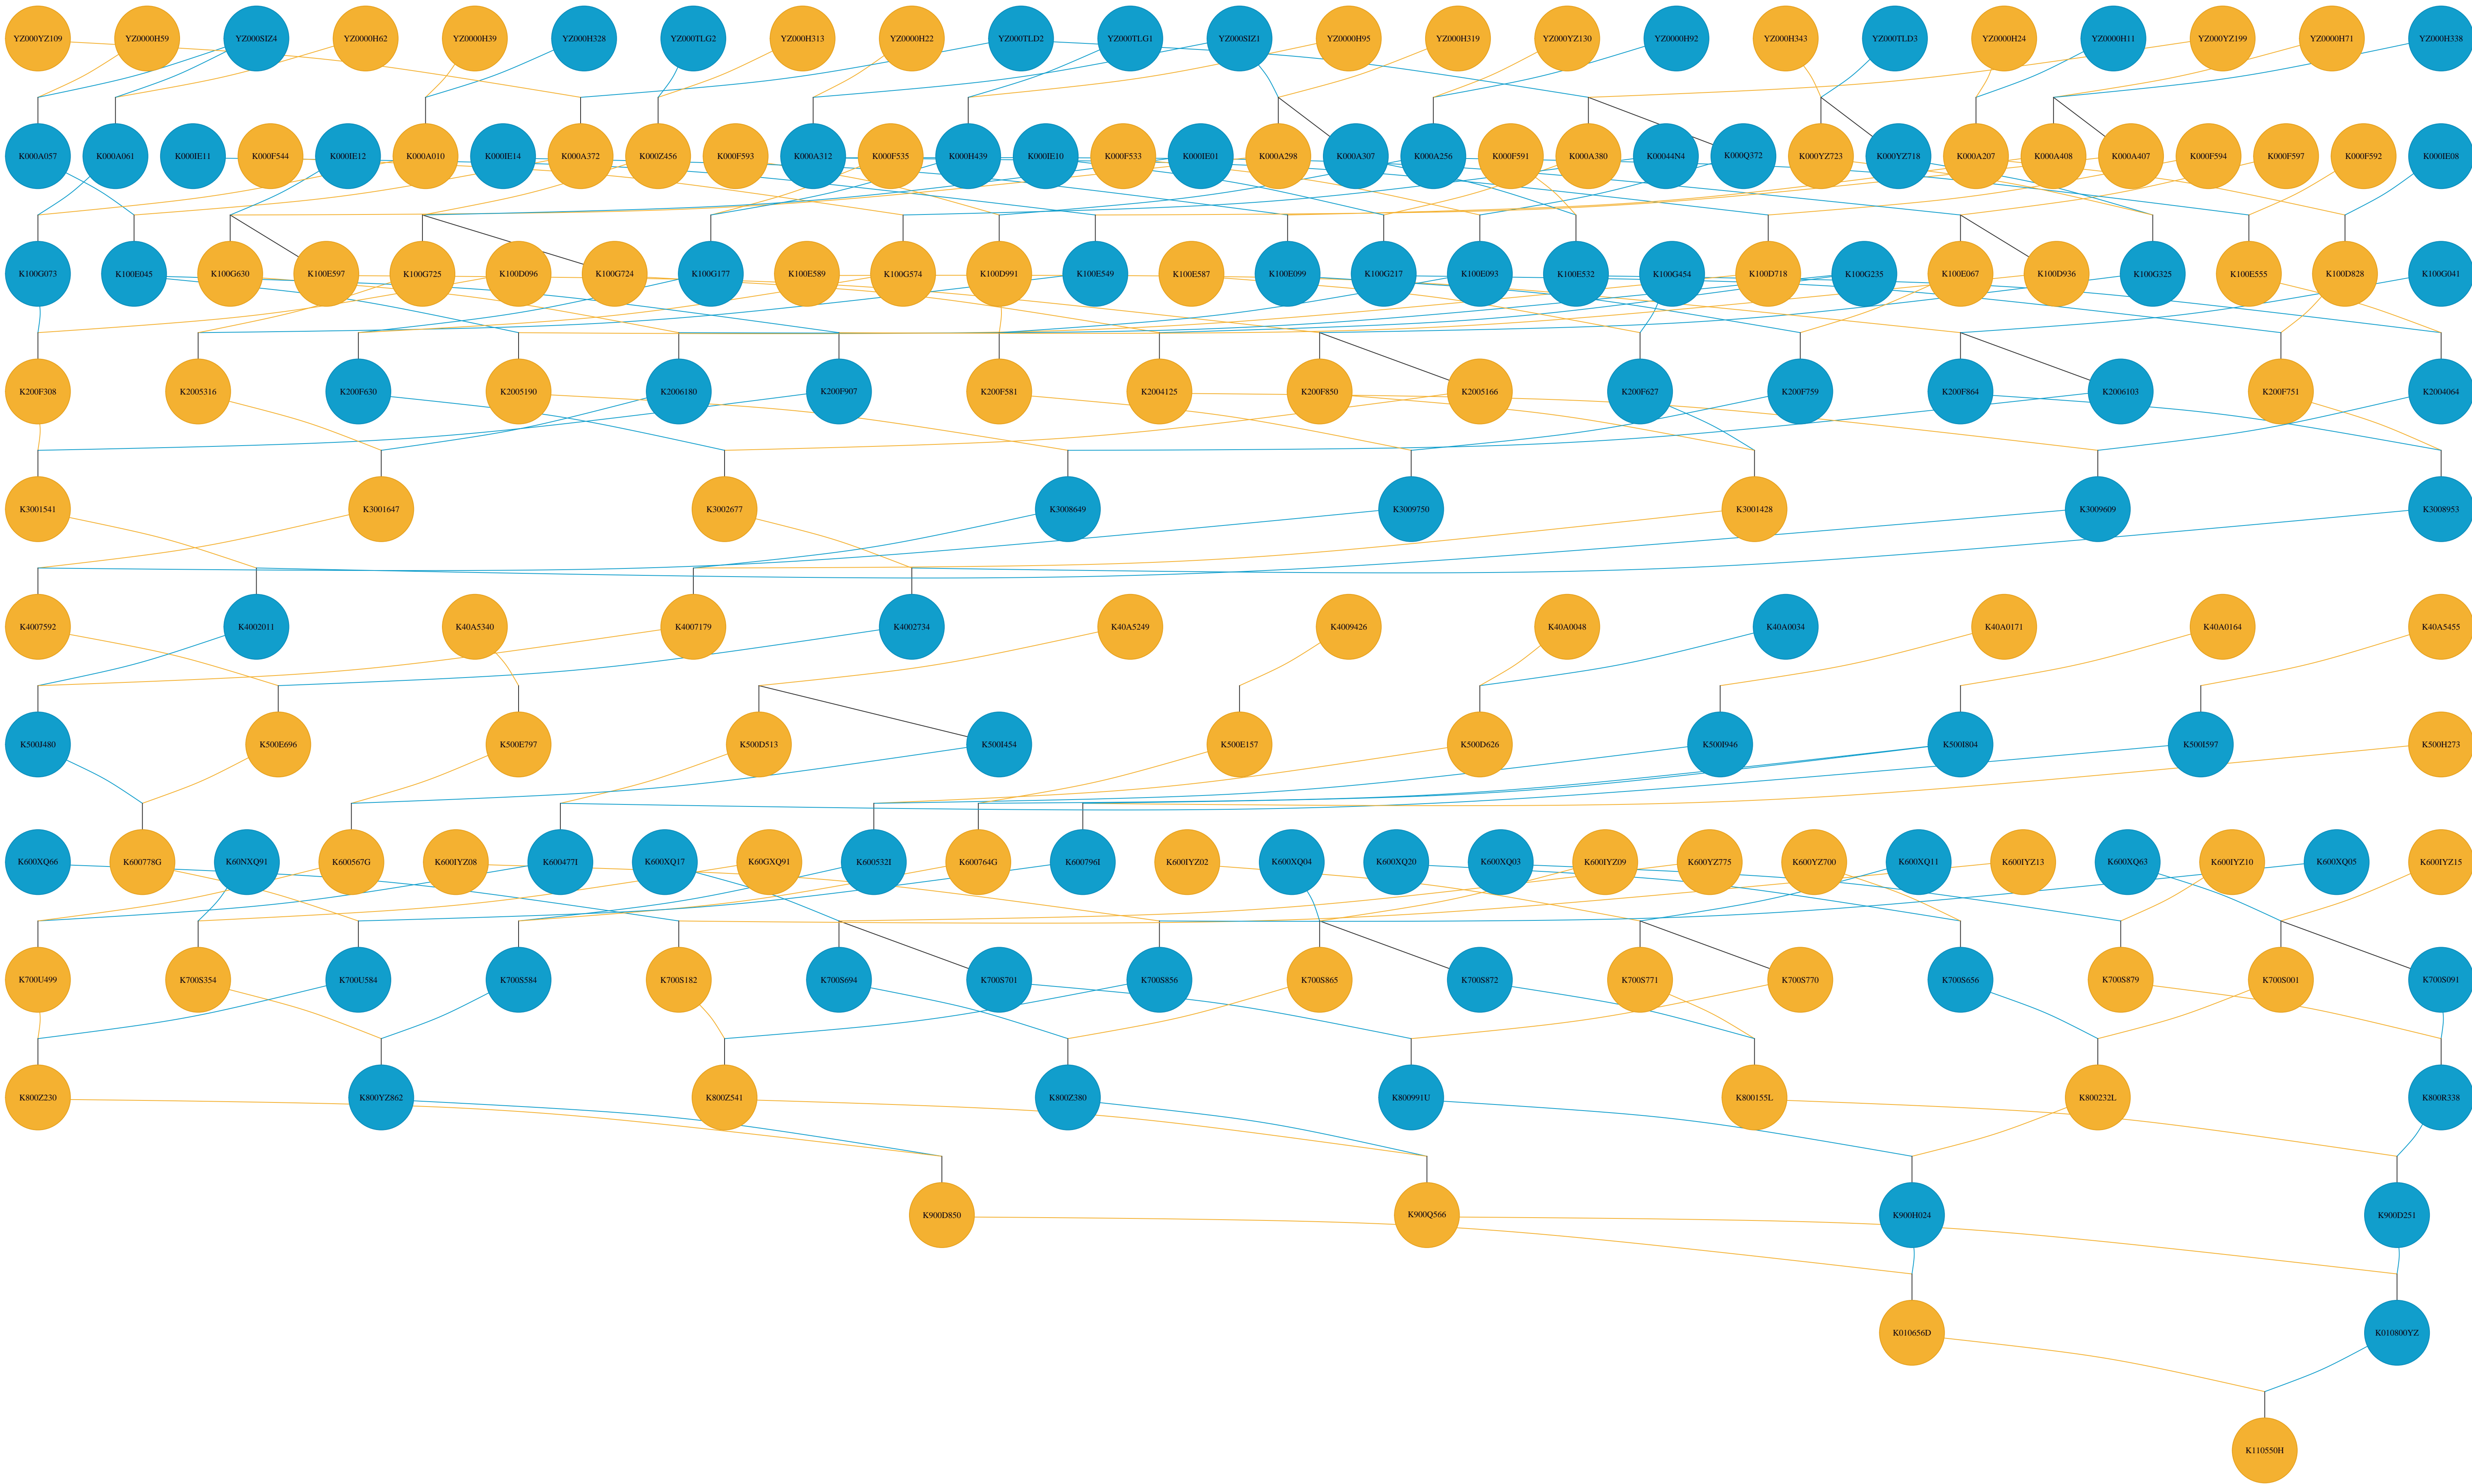 YZ000YZ109 YZ0000H59 YZ000SIZ4 YZ0000H62 YZ0000H39 YZ000H328 YZ000TLG2 YZ000H313 YZ0000H22 YZ000TLD2 YZ000TLG1 YZ000SIZ1 YZ0000H95 YZ000H319 YZ000YZ130 YZ0000H92 YZ000H343 YZ000TLD3 YZ0000H24 YZ0000H11 YZ000YZ199 YZ0000H71 YZ000H338
K000A057 K000A061 K000IE11 K000F544 K000IE12 K000A010 K000IE14 K000A372 K000Z456 K000F593 K000A312 K000F535 K000H439 K000IE10 K000F533 K000IE01 K000A298 K000A307 K000A256 K000F591 K000A380 K00044N4 K000Q372 K000YZ723 K000YZ718 K000A207 K000A408 K000A407 K000F594 K000F597 K000F592 K000IE08
K100G073 K100E045 K100G630 K100E597 K100G725 K100D096 K100G724 K100G177 K100E589 K100G574 K100D991 K100E549 K100E587 K100E099 K100G217 K100E093 K100E532 K100G454 K100D718 K100G235 K100E067 K100D936 K100G325 K100E555 K100D828 K100G041
K200F308 K2005316 K200F630 K2005190 K2006180 K200F907 K200F581 K2004125 K200F850 K2005166 K200F627 K200F759 K200F864 K2006103 K200F751 K2004064
K3001541 K3001647 K3002677 K3008649 K3009750 K3001428 K3009609 K3008953
K4007592 K4002011 K40A5340 K4007179 K4002734 K40A5249 K4009426 K40A0048 K40A0034 K40A0171 K40A0164 K40A5455
K500J480 K500E696 K500E797 K500D513 K500I454 K500E157 K500D626 K500I946 K500I804 K500I597 K500H273
K600XQ66 K600778G K60NXQ91 K600567G K600IYZ08 K600477I K600XQ17 K60GXQ91 K600532I K600764G K600796I K600IYZ02 K600XQ04 K600XQ20 K600XQ03 K600IYZ09 K600YZ775 K600YZ700 K600XQ11 K600IYZ13 K600XQ63 K600IYZ10 K600XQ05 K600IYZ15
K700U499 K700S354 K700U584 K700S584 K700S182 K700S694 K700S701 K700S856 K700S865 K700S872 K700S771 K700S770 K700S656 K700S879 K700S001 K700S091
K800Z230 K800YZ862 K800Z541 K800Z380 K800991U K800155L K800232L K800R338
K900D850 K900Q566 K900H024 K900D251
K010656D K010800YZ
K110550H